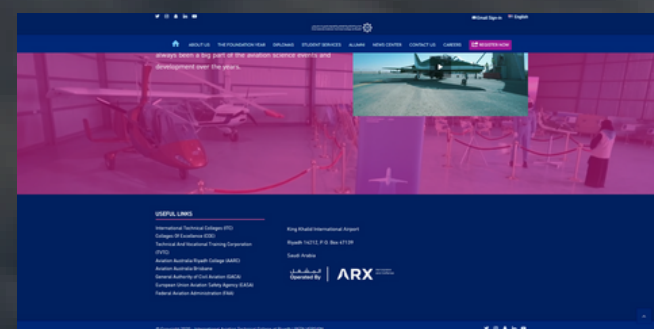 Email Sign-in English
ABOUT US THE FOUNDATION YEAR DIPLOMAS STUDENT SERVICES ALUMNI NEWS CENTER CONTACT US CAREERS REGISTER NOW
always been a big part of the aviation science events and
development over the years.
USEFUL LINKS
International Technical Colleges (ITC)
Colleges Of Excellence (COE)
Technical And Vocational Training Corporation
(TVTC)
Aviation Australia Riyadh College (AARC)
Aviation Australia Brisbane
General Authority of Civil Aviation (GACA)
European Union Aviation Safety Agency (EASA)
Federal Aviation Administration (FAA)
King Khalid International Airport
Riyadh 14212, P.O. Box 47139
Saudi Arabia
المشغل
Operated By
ARX